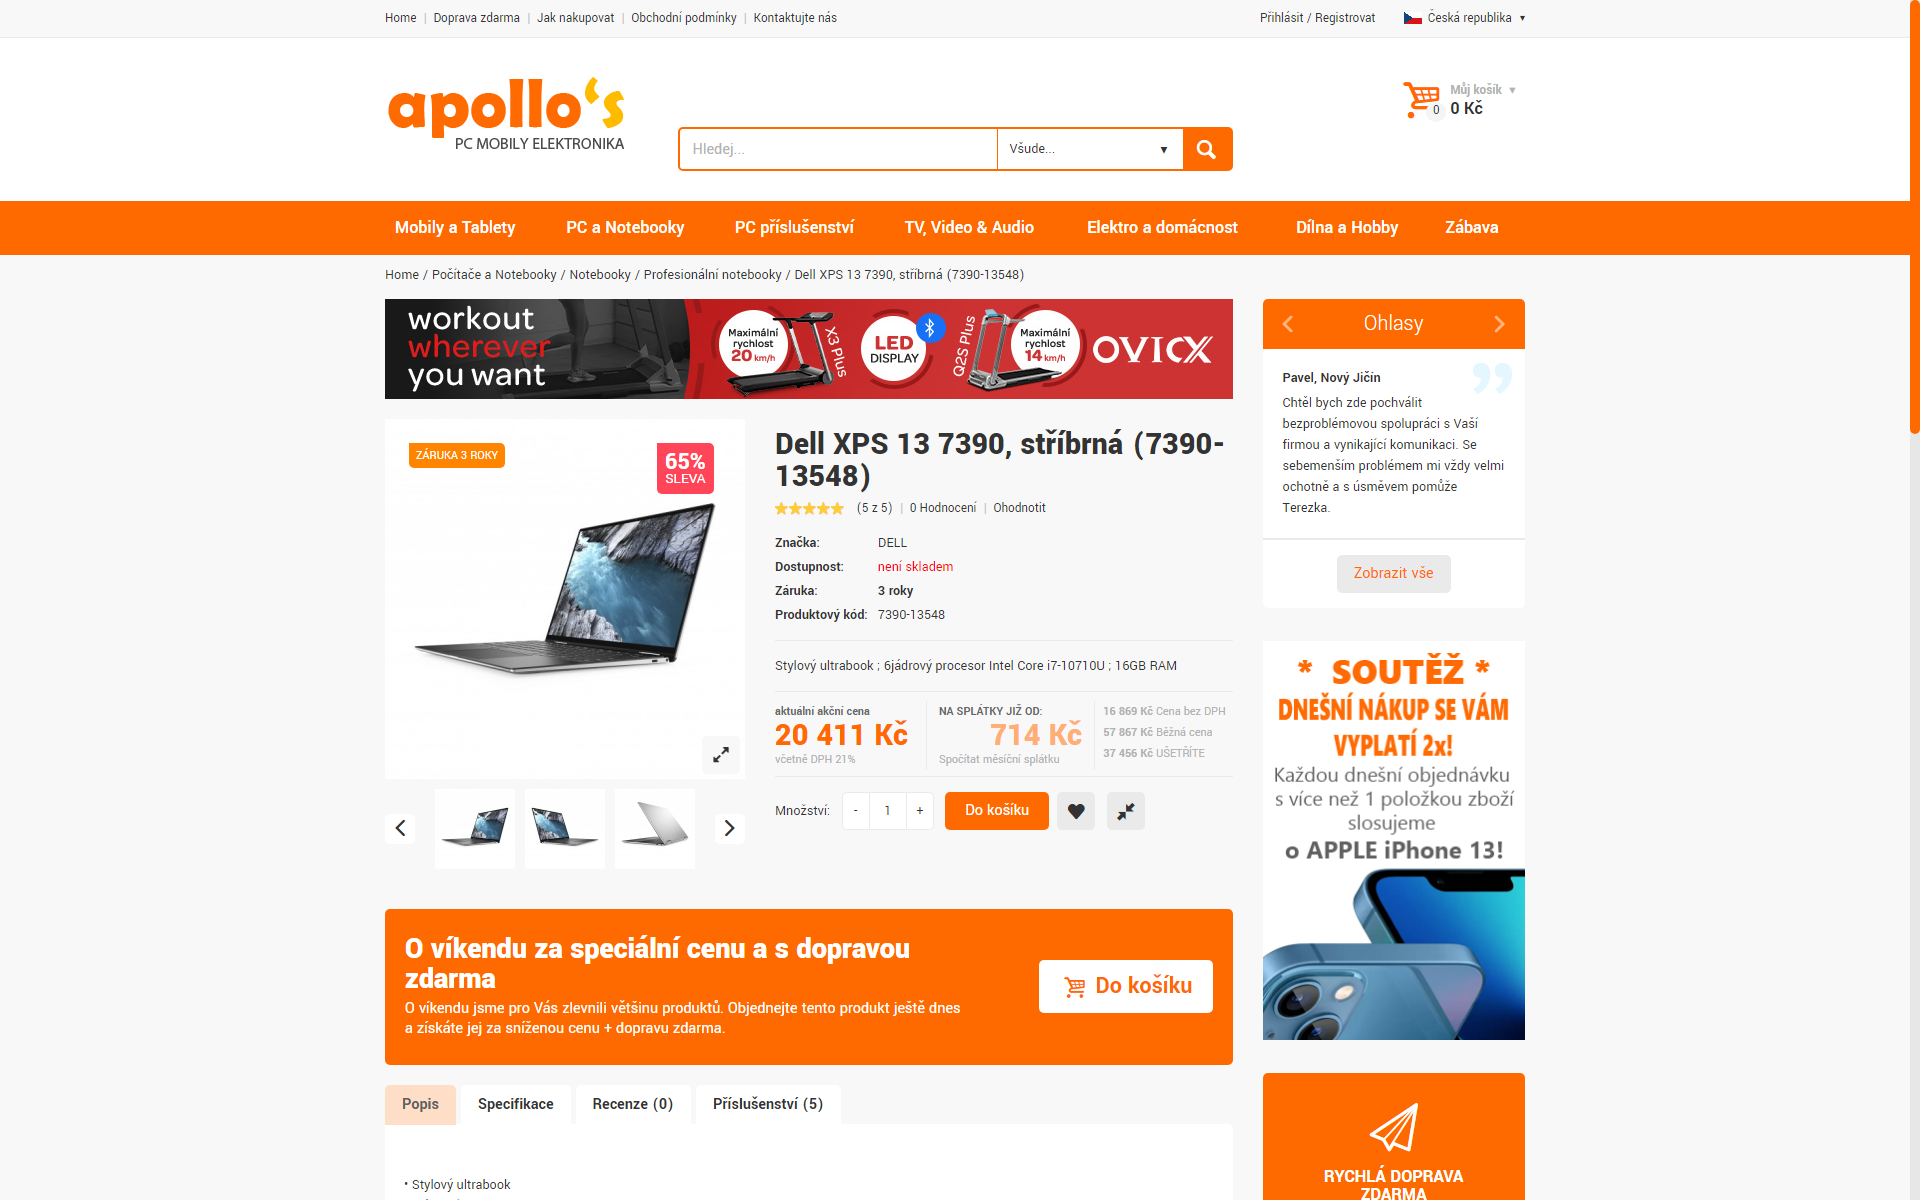 Home | Doprava zdarma | Jak nakupovat | Obchodní podmínky | Kontaktujte nás
Přihlásit / Registrovat
Česká republika ▾
apollo's
PC MOBILY ELEKTRONIKA
Hledej...
Všude...
Můj košík
0
0 Kč
Mobily a Tablety
PC a Notebooky
PC příslušenství
TV, Video & Audio
Elektro a domácnost
Dílna a Hobby
Zábava
Home / Počítače a Notebooky / Notebooky / Profesionální notebooky / Dell XPS 13 7390, stříbrná (7390-13548)
workout
wherever
you want
Maximální
rychlost
20 km/h
X3 Plus
LED
DISPLAY
Q2S Plus
Maximální
rychlost
14 km/h
OVICX
ZÁRUKA 3 ROKY
65%
SLEVA
Dell XPS 13 7390, stříbrná (7390-
13548)
(5 z 5) | 0 Hodnocení | Ohodnotit
Značka: DELL
Dostupnost: není skladem
Záruka: 3 roky
Produktový kód: 7390-13548
Stylový ultrabook ; 6jádrový procesor Intel Core i7-10710U ; 16GB RAM
aktuální akční cena
20 411 Kč
včetně DPH 21%
NA SPLÁTKY JIŽ OD:
714 Kč
Spočítat měsíční splátku
16 869 Kč Cena bez DPH
57 867 Kč Běžná cena
37 456 Kč UŠETŘÍTE
Množství: - 1 + Do košíku
O víkendu za speciální cenu a s dopravou
zdarma
O víkendu jsme pro Vás zlevnili většinu produktů. Objednejte tento produkt ještě dnes
a získáte jej za sníženou cenu + dopravu zdarma.
Do košíku
Popis
Specifikace
Recenze (0)
Příslušenství (5)
• Stylový ultrabook
Ohlasy
Pavel, Nový Jičín
Chtěl bych zde pochválit
bezproblémovou spolupráci s Vaší
firmou a vynikající komunikaci. Se
sebemenším problémem mi vždy velmi
ochotně a s úsměvem pomůže
Terezka.
Zobrazit vše
* SOUTĚŽ *
DNEŠNÍ NÁKUP SE VÁM
VYPLATÍ 2x!
Každou dnešní objednávku
s více než 1 položkou zboží
slosujeme
o APPLE iPhone 13!
RYCHLÁ DOPRAVA
ZDARMA